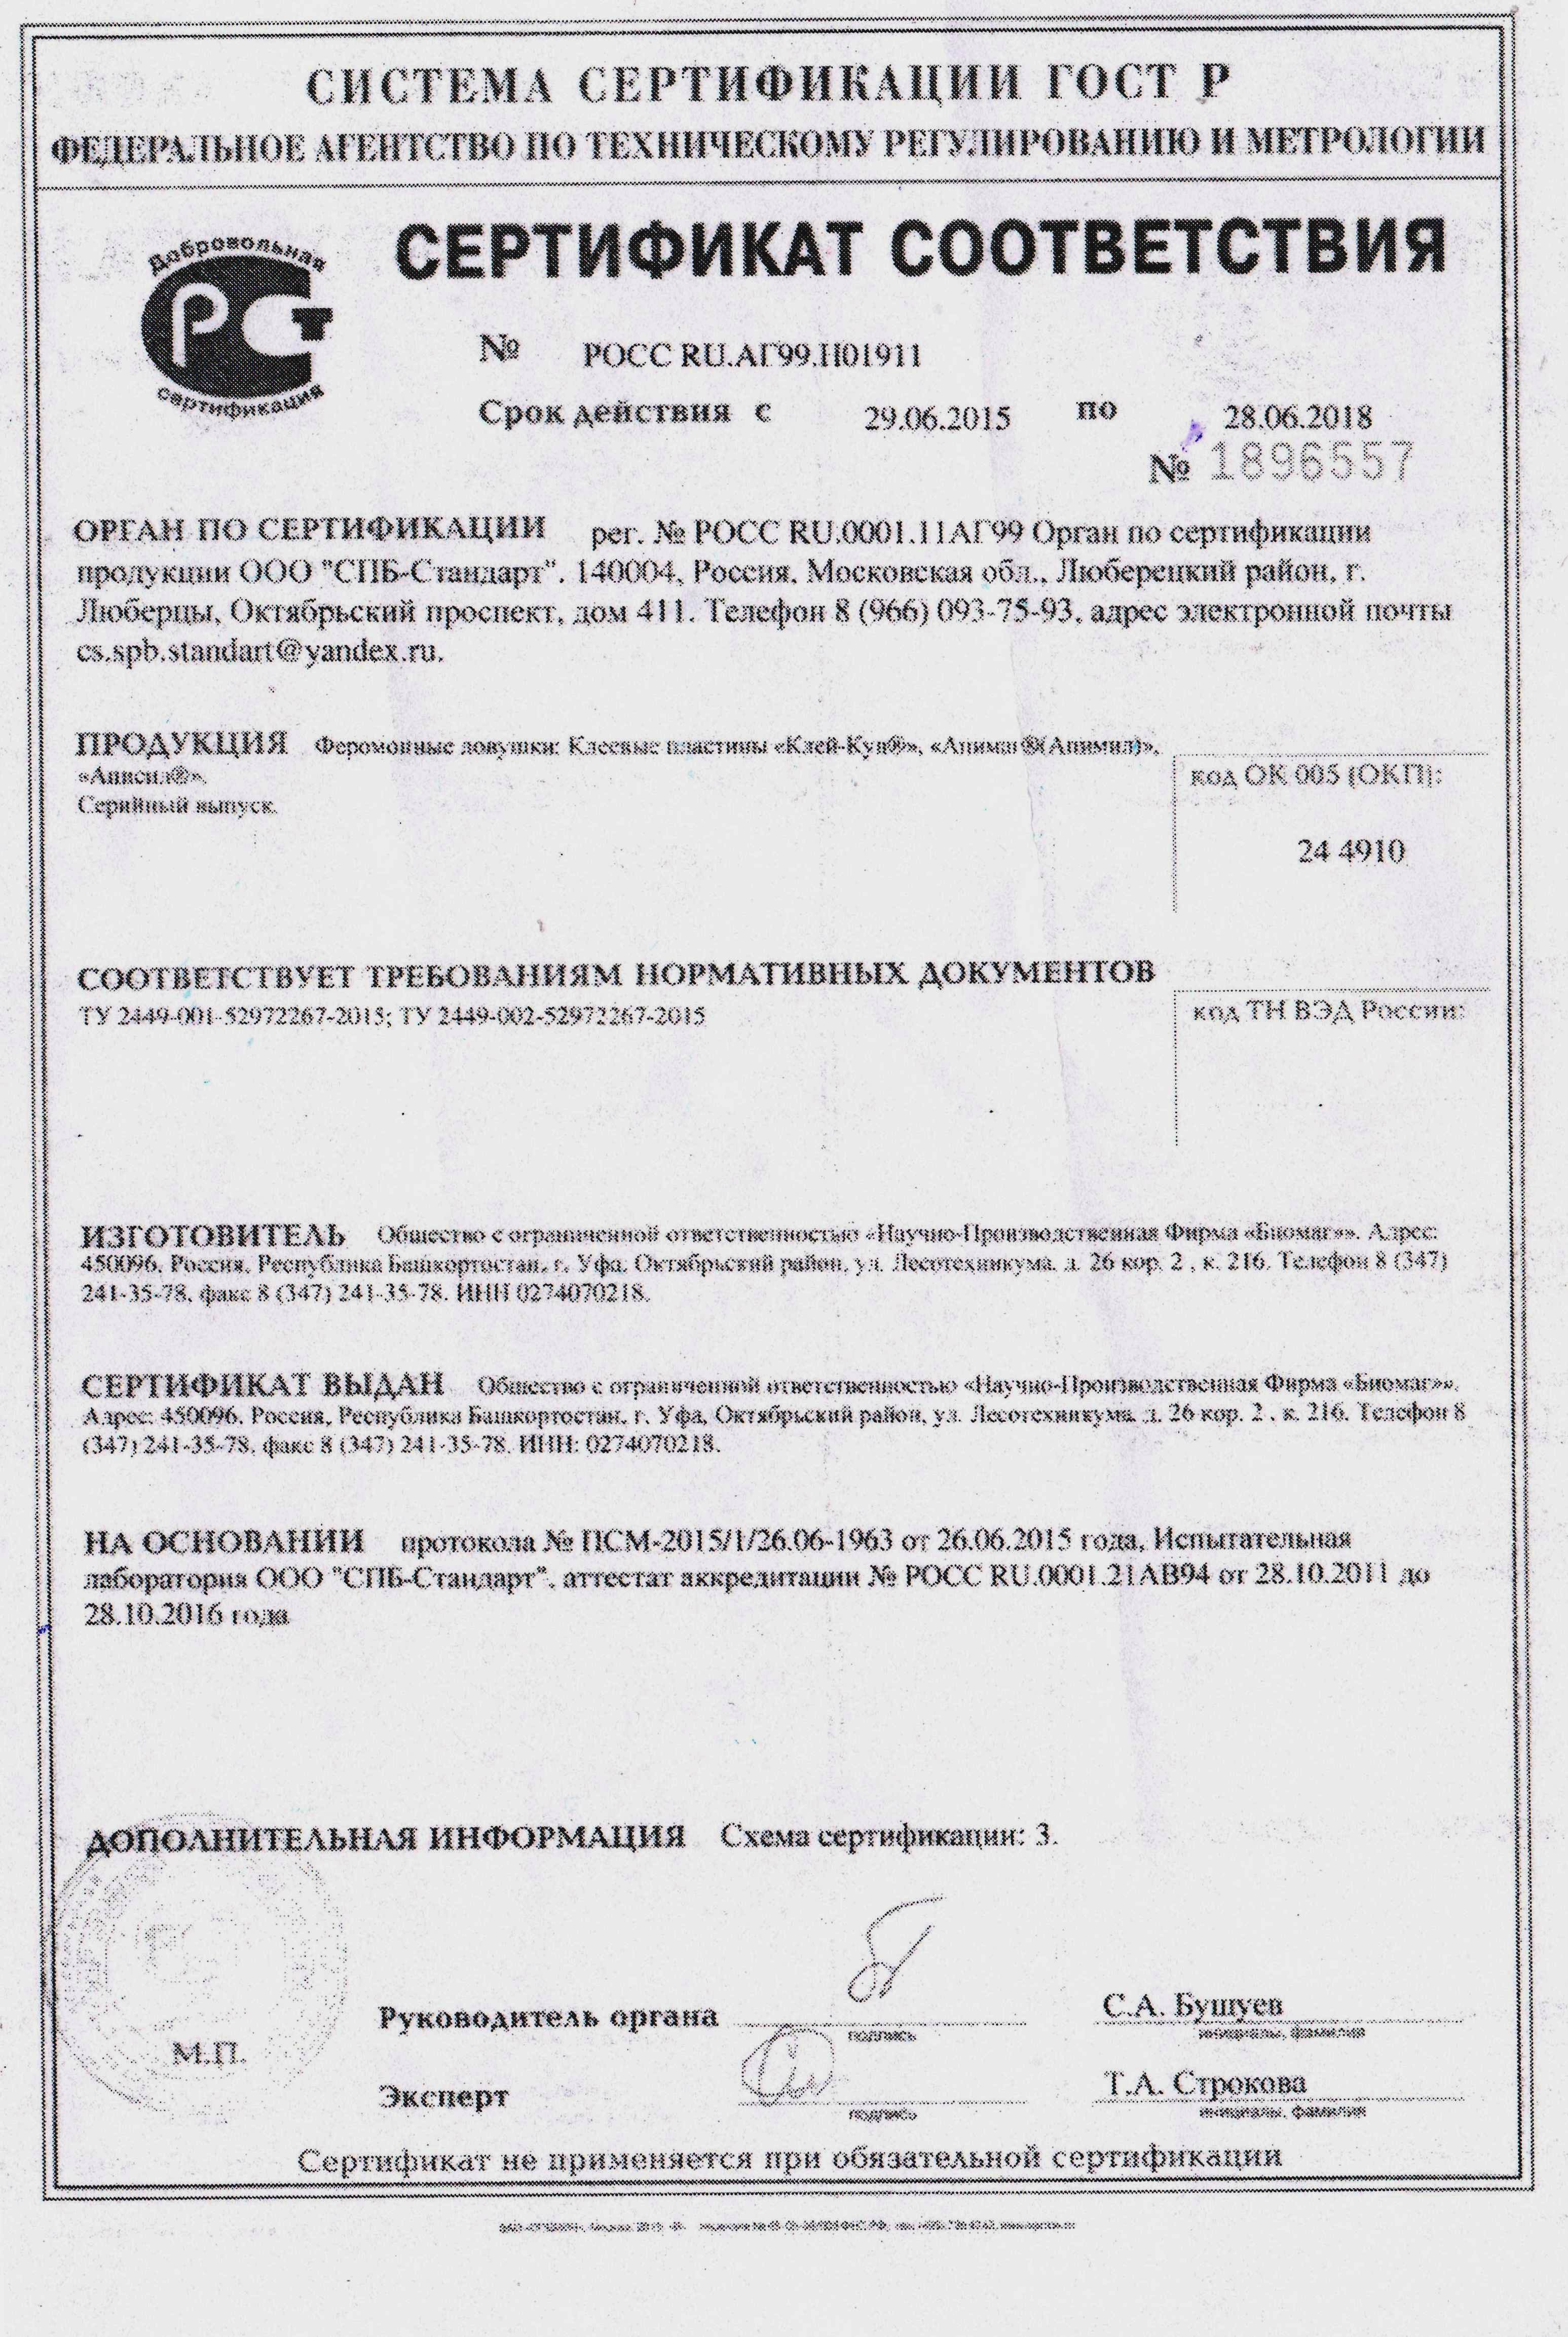 СИСТЕМА СЕРТИФИКАЦИИ ГОСТ Р
ФЕДЕРАЛЬНОЕ АГЕНТСТВО ПО ТЕХНИЧЕСКОМУ РЕГУЛИРОВАНИЮ И МЕТРОЛОГИИ
Добровольная
РСТ
сертификация
СЕРТИФИКАТ СООТВЕТСТВИЯ
№ РОСС RU.АГ99.Н01911
Срок действия с 29.06.2015 по 28.06.2018
№ 1896557
ОРГАН ПО СЕРТИФИКАЦИИ рег. № РОСС RU.0001.11АГ99 Орган по сертификации
продукции ООО "СПБ-Стандарт". 140004, Россия, Московская обл., Люберецкий район, г.
Люберцы, Октябрьский проспект, дом 411. Телефон 8 (966) 093-75-93, адрес электронной почты
cs.spb.standart@yandex.ru.
ПРОДУКЦИЯ Феромонные ловушки: Клеевые пластины «Клей-Куп®», «Апимаг®(Апимил)»,
«Аписил®».
Серийный выпуск.
код ОК 005 (ОКП):
24 4910
СООТВЕТСТВУЕТ ТРЕБОВАНИЯМ НОРМАТИВНЫХ ДОКУМЕНТОВ
ТУ 2449-001-52972267-2015; ТУ 2449-002-52972267-2015
код ТН ВЭД России:
ИЗГОТОВИТЕЛЬ Общество с ограниченной ответственностью «Научно-Производственная Фирма «Биомаг»». Адрес:
450096, Россия, Республика Башкортостан, г. Уфа, Октябрьский район, ул. Лесотехникума, д. 26 кор. 2 , к. 216. Телефон 8 (347)
241-35-78, факс 8 (347) 241-35-78. ИНН 0274070218.
СЕРТИФИКАТ ВЫДАН Общество с ограниченной ответственностью «Научно-Производственная Фирма «Биомаг»».
Адрес: 450096, Россия, Республика Башкортостан, г. Уфа, Октябрьский район, ул. Лесотехникума, д. 26 кор. 2 , к. 216. Телефон 8
(347) 241-35-78, факс 8 (347) 241-35-78. ИНН: 0274070218.
НА ОСНОВАНИИ протокола № ПСМ-2015/1/26.06-1963 от 26.06.2015 года, Испытательная
лаборатория ООО "СПБ-Стандарт", аттестат аккредитации № РОСС RU.0001.21АВ94 от 28.10.2011 до
28.10.2016 года
ДОПОЛНИТЕЛЬНАЯ ИНФОРМАЦИЯ Схема сертификации: 3.
Руководитель органа
подпись
С.А. Бушуев
инициалы, фамилия
М.П.
Эксперт
подпись
Т.А. Строкова
инициалы, фамилия
Сертификат не применяется при обязательной сертификации